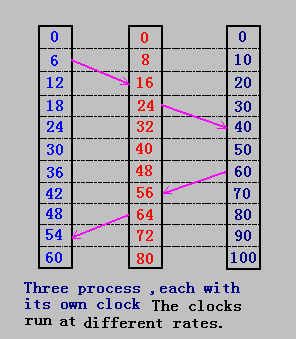 0 0 0
6 8 10
12 16 20
18 24 30
24 32 40
30 40 50
36 48 60
42 56 70
48 64 80
54 72 90
60 80 100
Three process ,each with
its own clock The clocks
run at different rates.